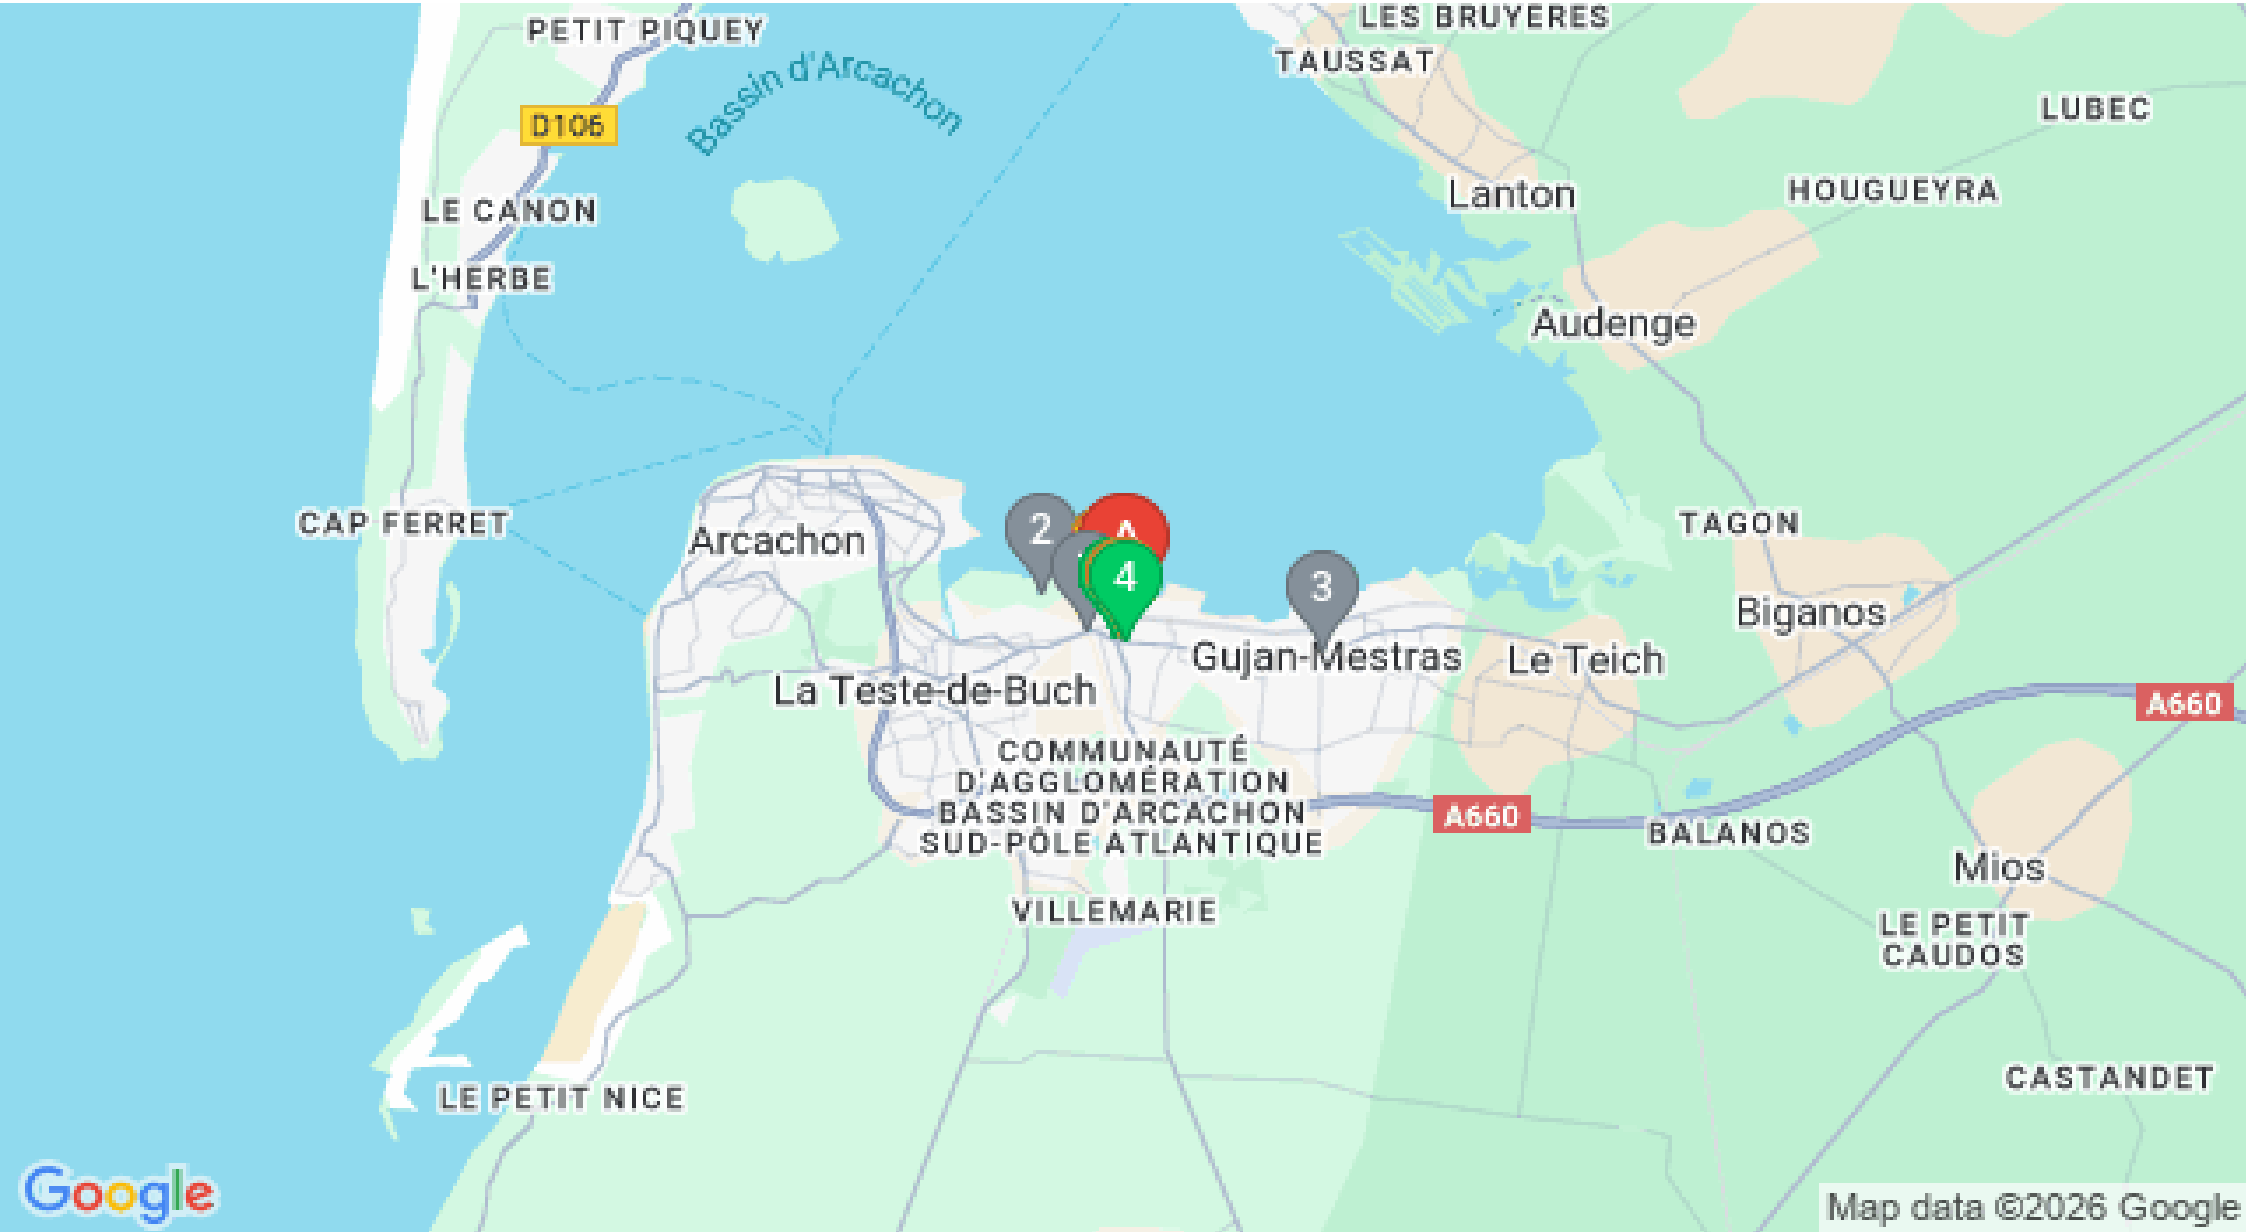 PETIT PIQUEY
LES BRUYÈRES
TAUSSAT
Bassin d'Arcachon
D106
LUBEC
Lanton
HOUGUEYRA
LE CANON
L'HERBE
Audenge
CAP FERRET
Arcachon
2
A
4
3
TAGON
Biganos
Gujan-Mestras
Le Teich
La Teste-de-Buch
A660
COMMUNAUTÉ
D'AGGLOMÉRATION
BASSIN D'ARCACHON
SUD-PÔLE ATLANTIQUE
A660
BALANOS
Mios
VILLEMARIE
LE PETIT
CAUDOS
LE PETIT NICE
CASTANDET
Google
Map data ©2026 Google